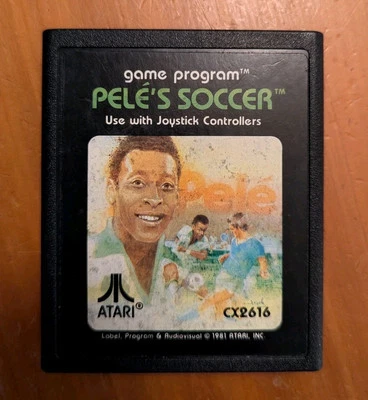 game program™
PELÉ'S SOCCER™
Use with Joystick Controllers
Pelé
ATARI®
CX2616
Label, Program & Audiovisual © 1981 ATARI, INC.